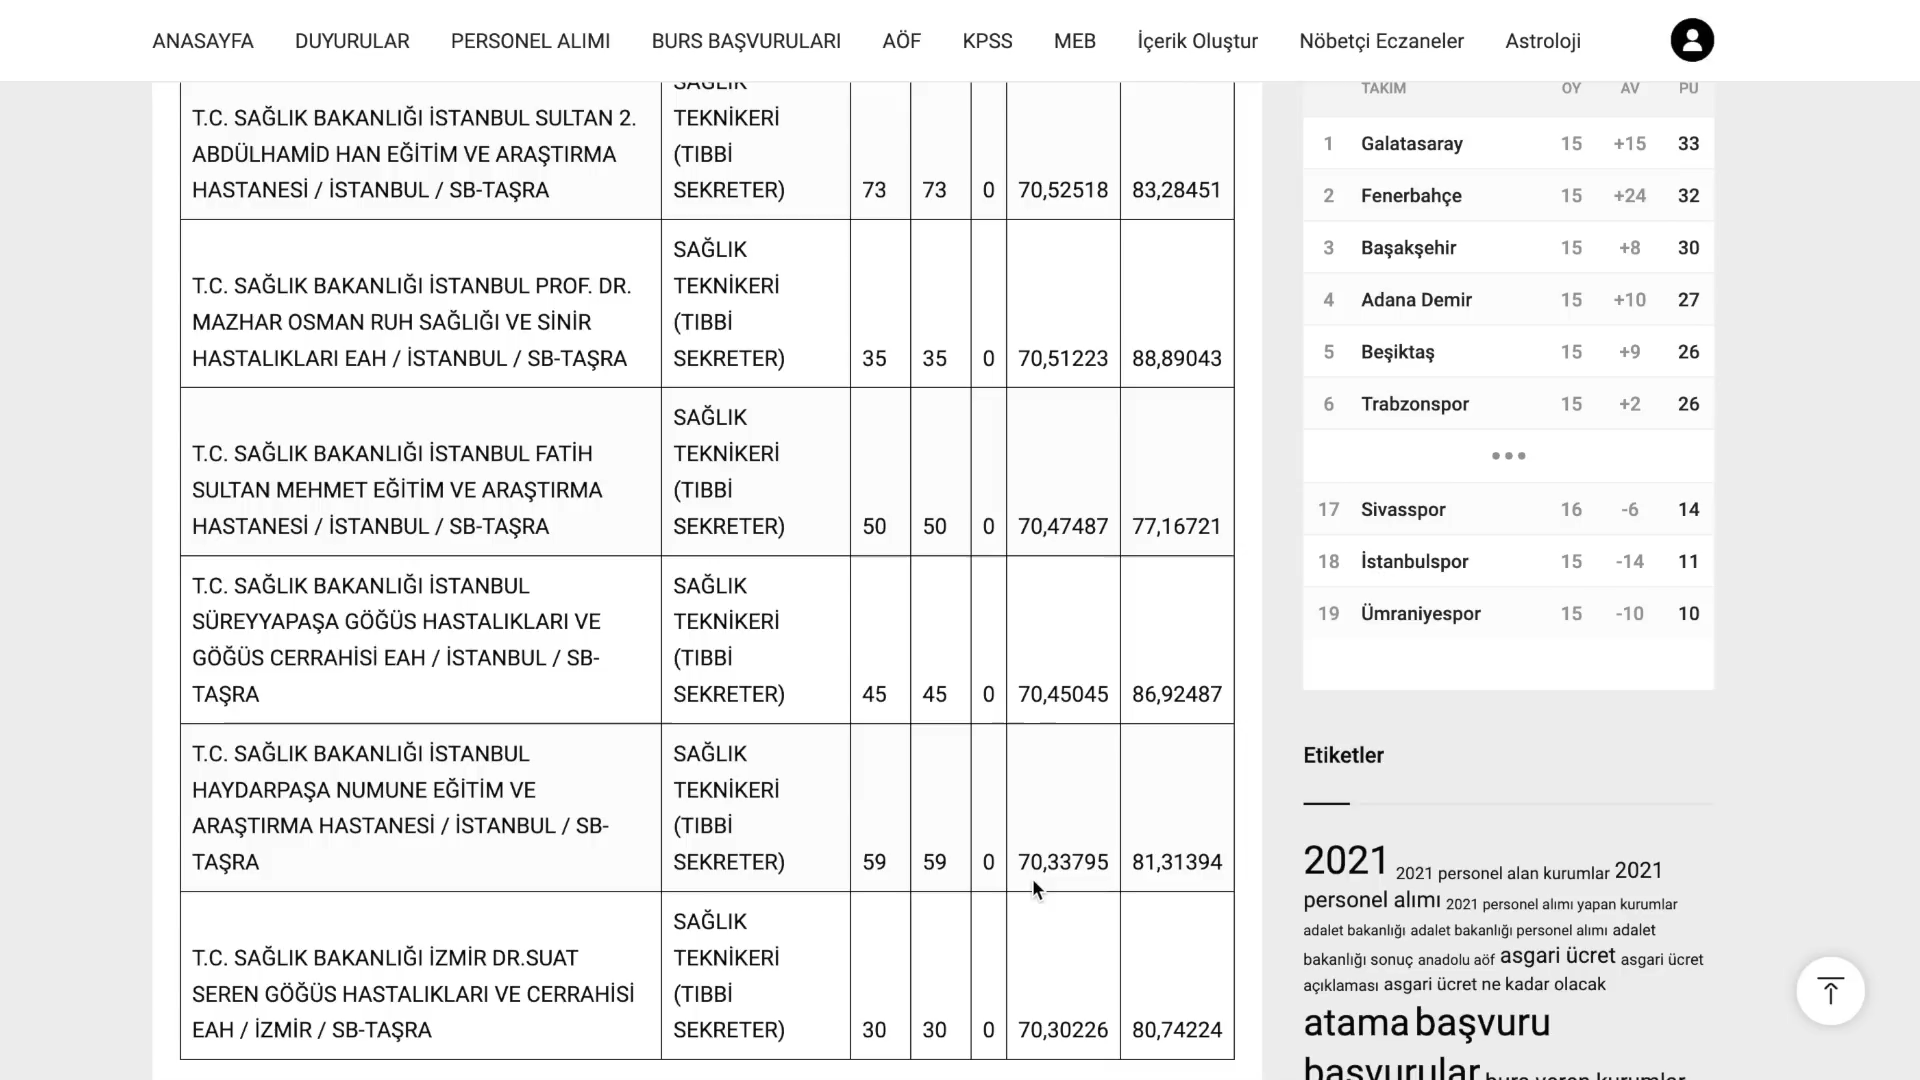 ANASAYFA DUYURULAR PERSONEL ALIMI BURS BAŞVURULARI AÖF KPSS MEB İçerik Oluştur Nöbetçi Eczaneler Astroloji
SAĞLIK
T.C. SAĞLIK BAKANLIĞI İSTANBUL SULTAN 2. TEKNİKERİ
ABDÜLHAMİD HAN EĞİTİM VE ARAŞTIRMA (TIBBİ
HASTANESİ / İSTANBUL / SB-TAŞRA SEKRETER) 73 73 0 70,52518 83,28451
SAĞLIK
T.C. SAĞLIK BAKANLIĞI İSTANBUL PROF. DR. TEKNİKERİ
MAZHAR OSMAN RUH SAĞLIĞI VE SİNİR (TIBBİ
HASTALIKLARI EAH / İSTANBUL / SB-TAŞRA SEKRETER) 35 35 0 70,51223 88,89043
SAĞLIK
T.C. SAĞLIK BAKANLIĞI İSTANBUL FATİH TEKNİKERİ
SULTAN MEHMET EĞİTİM VE ARAŞTIRMA (TIBBİ
HASTANESİ / İSTANBUL / SB-TAŞRA SEKRETER) 50 50 0 70,47487 77,16721
T.C. SAĞLIK BAKANLIĞI İSTANBUL SAĞLIK
SÜREYYAPAŞA GÖĞÜS HASTALIKLARI VE TEKNİKERİ
GÖĞÜS CERRAHİSİ EAH / İSTANBUL / SB- (TIBBİ
TAŞRA SEKRETER) 45 45 0 70,45045 86,92487
T.C. SAĞLIK BAKANLIĞI İSTANBUL SAĞLIK
HAYDARPAŞA NUMUNE EĞİTİM VE TEKNİKERİ
ARAŞTIRMA HASTANESİ / İSTANBUL / SB- (TIBBİ
TAŞRA SEKRETER) 59 59 0 70,33795 81,31394
SAĞLIK
T.C. SAĞLIK BAKANLIĞI İZMİR DR.SUAT TEKNİKERİ
SEREN GÖĞÜS HASTALIKLARI VE CERRAHİSİ (TIBBİ
EAH / İZMİR / SB-TAŞRA SEKRETER) 30 30 0 70,30226 80,74224
TAKIM OY AV PU
1 Galatasaray 15 +15 33
2 Fenerbahçe 15 +24 32
3 Başakşehir 15 +8 30
4 Adana Demir 15 +10 27
5 Beşiktaş 15 +9 26
6 Trabzonspor 15 +2 26
17 Sivasspor 16 -6 14
18 İstanbulspor 15 -14 11
19 Ümraniyespor 15 -10 10
Etiketler
2021 2021 personel alan kurumlar 2021
personel alımı 2021 personel alımı yapan kurumlar
adalet bakanlığı adalet bakanlığı personel alımı adalet
bakanlığı sonuç anadolu aöf asgari ücret asgari ücret
açıklaması asgari ücret ne kadar olacak
atama başvuru
başvurular burs veren kurumlar